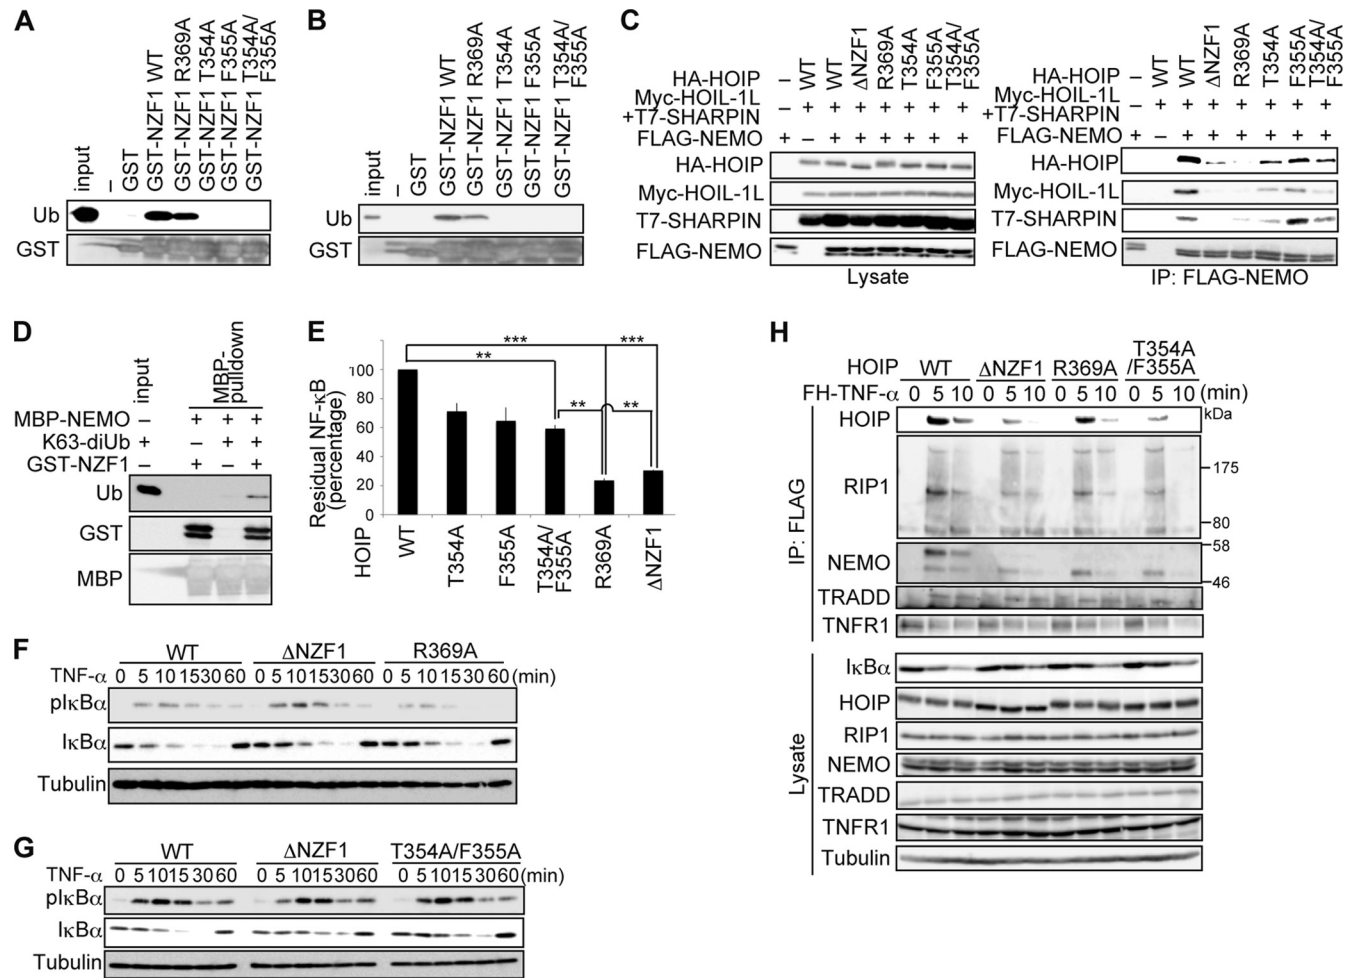 A
input
–
GST
GST-NZF1 WT
GST-NZF1 R369A
GST-NZF1 T354A
GST-NZF1 F355A
GST-NZF1 T354A/
F355A
Ub
GST
B
input
–
GST
GST-NZF1 WT
GST-NZF1 R369A
GST-NZF1 T354A
GST-NZF1 F355A
GST-NZF1 T354A/
F355A
Ub
GST
C
HA-HOIP – WT WT ΔNZF1 R369A T354A F355A T354A/
F355A
Myc-HOIL-1L
+T7-SHARPIN – + + + + + + +
FLAG-NEMO + – + + + + + +
HA-HOIP
Myc-HOIL-1L
T7-SHARPIN
FLAG-NEMO
Lysate
HA-HOIP – WT WT ΔNZF1 R369A T354A F355A T354A/
F355A
Myc-HOIL-1L
+T7-SHARPIN – + + + + + + +
FLAG-NEMO + – + + + + + +
HA-HOIP
Myc-HOIL-1L
T7-SHARPIN
FLAG-NEMO
IP: FLAG-NEMO
D
input
MBP-
pulldown
MBP-NEMO – + + +
K63-diUb + – + +
GST-NZF1 – + – +
Ub
GST
MBP
E
Residual NF-κB
(percentage)
100
80
60
40
20
0
*** ***
**
** **
HOIP
WT
T354A
F355A
T354A/
F355A
R369A
ΔNZF1
F
WT ΔNZF1 R369A
TNF-α 0 5 10 15 30 60 0 5 10 15 30 60 0 5 10 15 30 60 (min)
pIκBα
IκBα
Tubulin
G
WT ΔNZF1 T354A/F355A
TNF-α 0 5 10 15 30 60 0 5 10 15 30 60 0 5 10 15 30 60 (min)
pIκBα
IκBα
Tubulin
H
HOIP WT ΔNZF1 R369A T354A
/F355A
FH-TNF-α 0 5 10 0 5 10 0 5 10 0 5 10 (min)
kDa
IP: FLAG
HOIP
RIP1
175
80
NEMO
58
46
TRADD
TNFR1
Lysate
IκBα
HOIP
RIP1
NEMO
TRADD
TNFR1
Tubulin